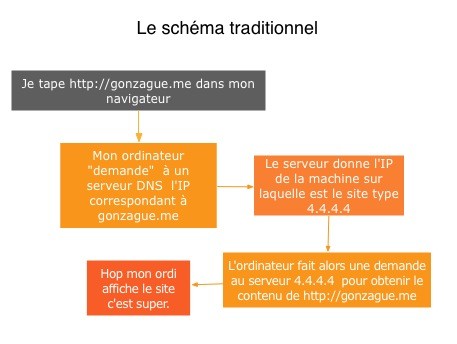 Le schéma traditionnel
Je tape http://gonzague.me dans mon
navigateur
Mon ordinateur
"demande" à un
serveur DNS l'IP
correspondant à
gonzague.me
Le serveur donne l'IP
de la machine sur
laquelle est le site type
4.4.4.4
L'ordinateur fait alors une demande
au serveur 4.4.4.4 pour obtenir le
contenu de http://gonzague.me
Hop mon ordi
affiche le site
c'est super.